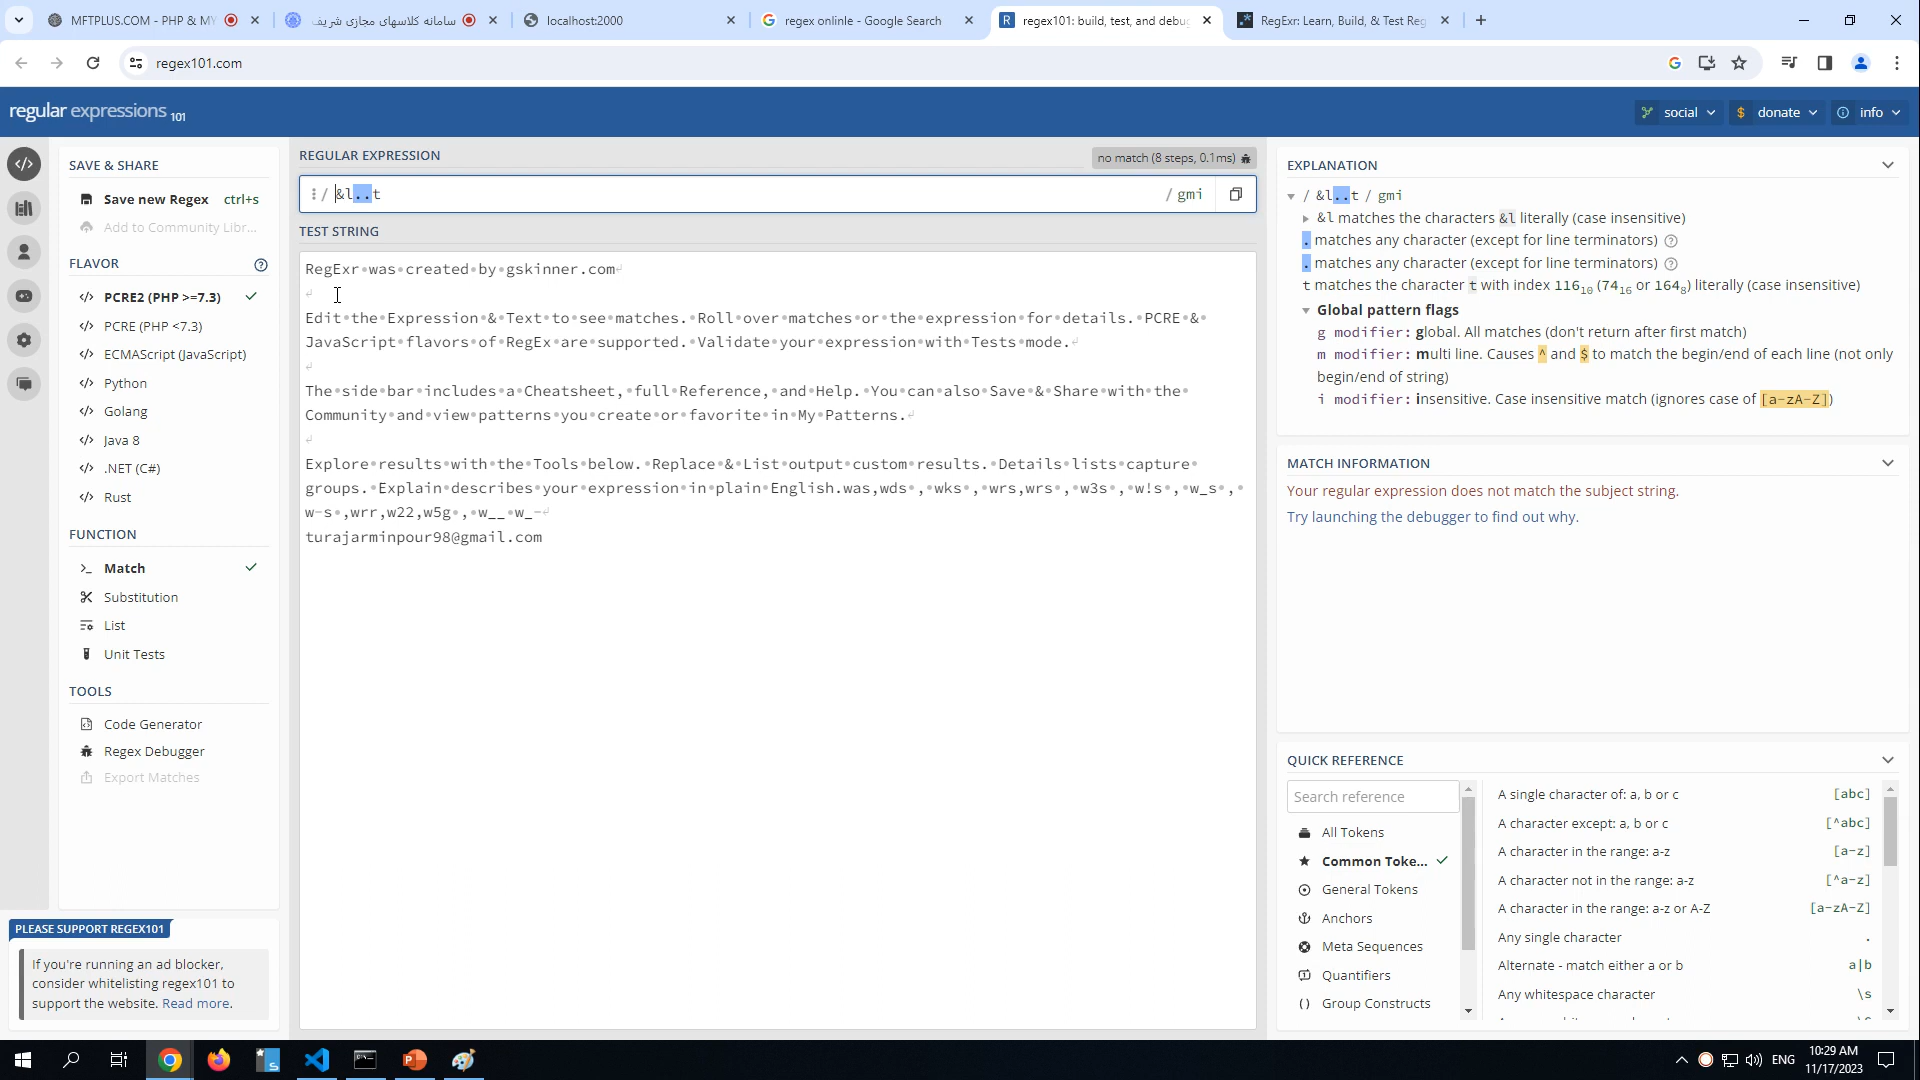 MFTPLUS.COM - PHP & MY
سامانه کلاسهای مجازی شریف
localhost:2000
regex onlinle - Google Search
regex101: build, test, and debug
RegExr: Learn, Build, & Test Reg
regex101.com
regular expressions 101
social
donate
info
SAVE & SHARE
Save new Regex ctrl+s
Add to Community Libr...
FLAVOR
PCRE2 (PHP >=7.3)
PCRE (PHP <7.3)
ECMAScript (JavaScript)
Python
Golang
Java 8
.NET (C#)
Rust
FUNCTION
Match
Substitution
List
Unit Tests
TOOLS
Code Generator
Regex Debugger
Export Matches
PLEASE SUPPORT REGEX101
If you're running an ad blocker,
consider whitelisting regex101 to
support the website. Read more.
REGULAR EXPRESSION
no match (8 steps, 0.1ms)
/ &l..t / gmi
TEST STRING
RegExr•was•created•by•gskinner.com↵
↵
Edit•the•Expression•&•Text•to•see•matches.•Roll•over•matches•or•the•expression•for•details.•PCRE•&•
JavaScript•flavors•of•RegEx•are•supported.•Validate•your•expression•with•Tests•mode.↵
↵
The•side•bar•includes•a•Cheatsheet,•full•Reference,•and•Help.•You•can•also•Save•&•Share•with•the•
Community•and•view•patterns•you•create•or•favorite•in•My•Patterns.↵
↵
Explore•results•with•the•Tools•below.•Replace•&•List•output•custom•results.•Details•lists•capture•
groups.•Explain•describes•your•expression•in•plain•English.was,wds•,•wks•,•wrs,wrs•,•w3s•,•w!s•,•w_s•,•
w-s•,wrr,w22,w5g•,•w__•w_-↵
turajarminpour98@gmail.com
EXPLANATION
/ &l..t / gmi
&l matches the characters &l literally (case insensitive)
. matches any character (except for line terminators)
. matches any character (except for line terminators)
t matches the character t with index 116₁₀ (74₁₆ or 164₈) literally (case insensitive)
Global pattern flags
g modifier: global. All matches (don't return after first match)
m modifier: multi line. Causes ^ and $ to match the begin/end of each line (not only
begin/end of string)
i modifier: insensitive. Case insensitive match (ignores case of [a-zA-Z])
MATCH INFORMATION
Your regular expression does not match the subject string.
Try launching the debugger to find out why.
QUICK REFERENCE
Search reference
All Tokens
Common Toke...
General Tokens
Anchors
Meta Sequences
Quantifiers
Group Constructs
A single character of: a, b or c [abc]
A character except: a, b or c [^abc]
A character in the range: a-z [a-z]
A character not in the range: a-z [^a-z]
A character in the range: a-z or A-Z [a-zA-Z]
Any single character .
Alternate - match either a or b a|b
Any whitespace character \s
ENG
10:29 AM
11/17/2023